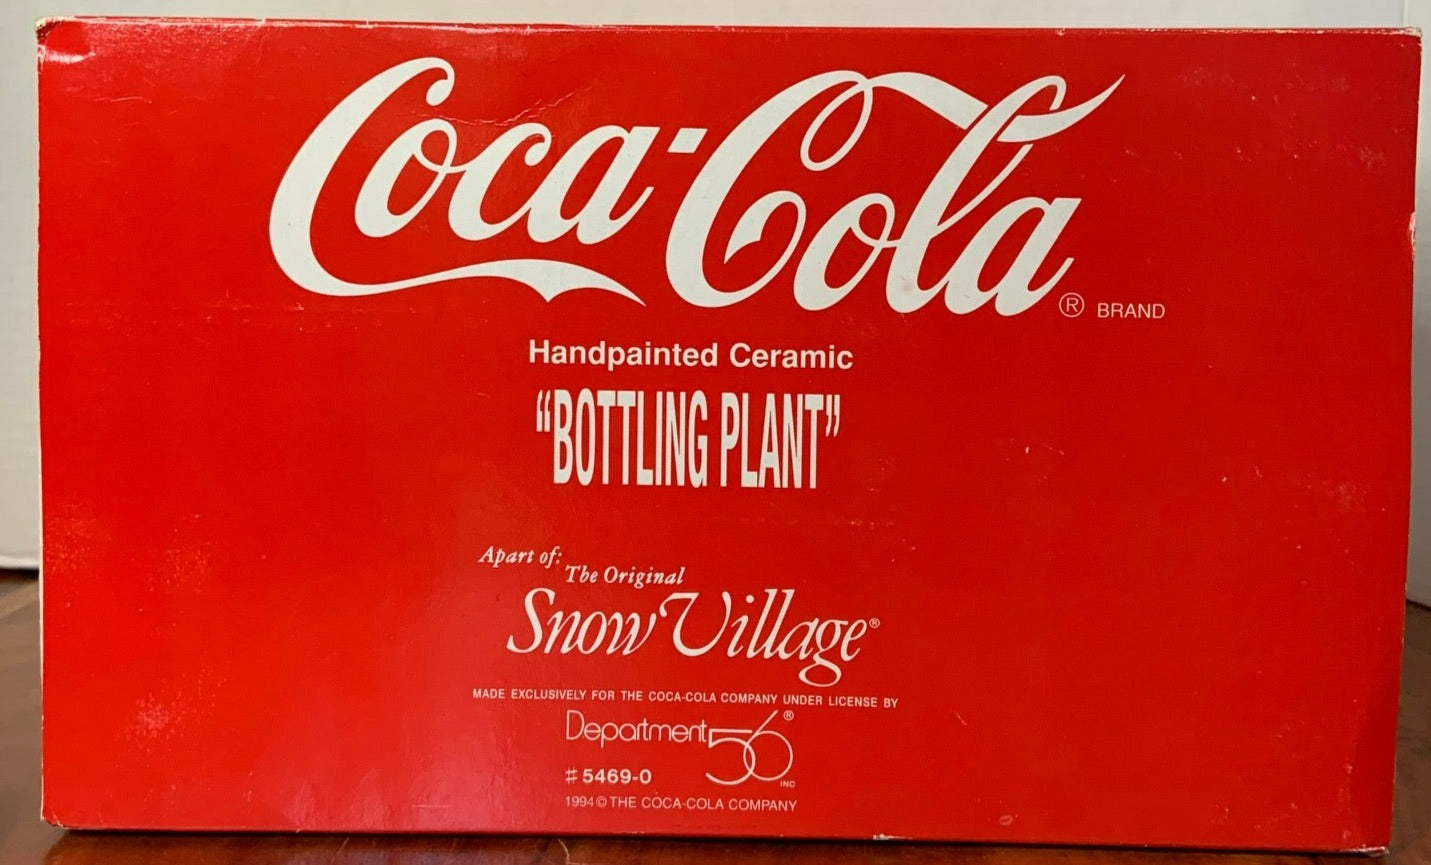 Coca-Cola® BRAND
Handpainted Ceramic
“BOTTLING PLANT”
Apart of:
The Original
Snow Village®
MADE EXCLUSIVELY FOR THE COCA-COLA COMPANY UNDER LICENSE BY
Department 56® INC
#5469-0
1994 © THE COCA-COLA COMPANY